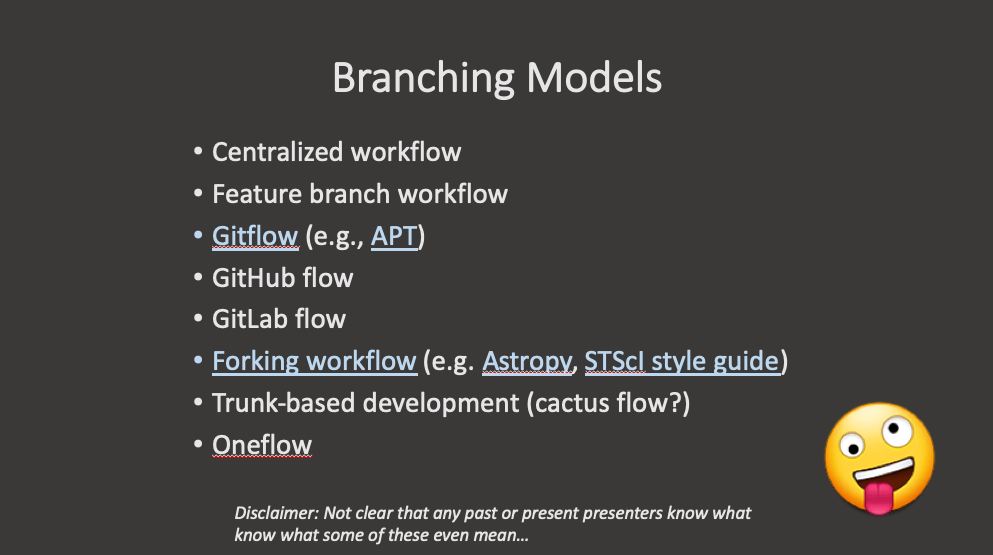 Branching Models
• Centralized workflow
• Feature branch workflow
• Gitflow (e.g., APT)
• GitHub flow
• GitLab flow
• Forking workflow (e.g. Astropy, STScI style guide)
• Trunk-based development (cactus flow?)
• Oneflow
Disclaimer: Not clear that any past or present presenters know what
know what some of these even mean...